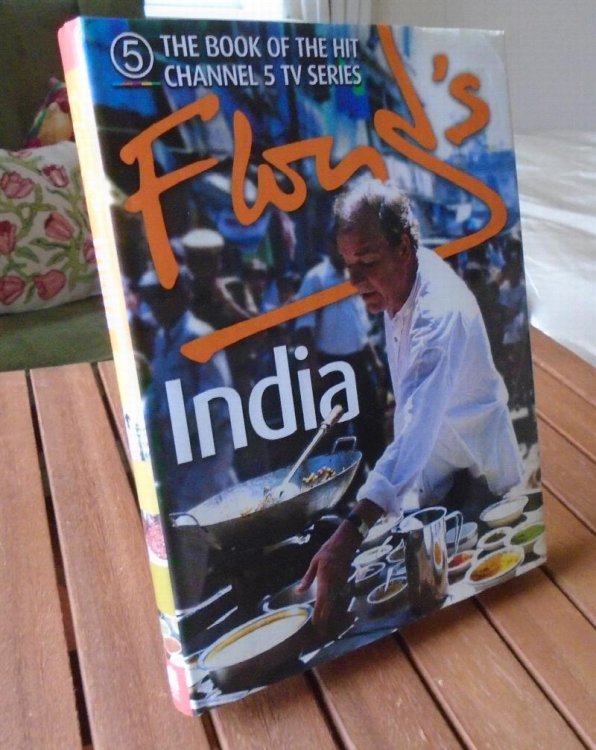 5 THE BOOK OF THE HIT
CHANNEL 5 TV SERIES
Floyd's
India